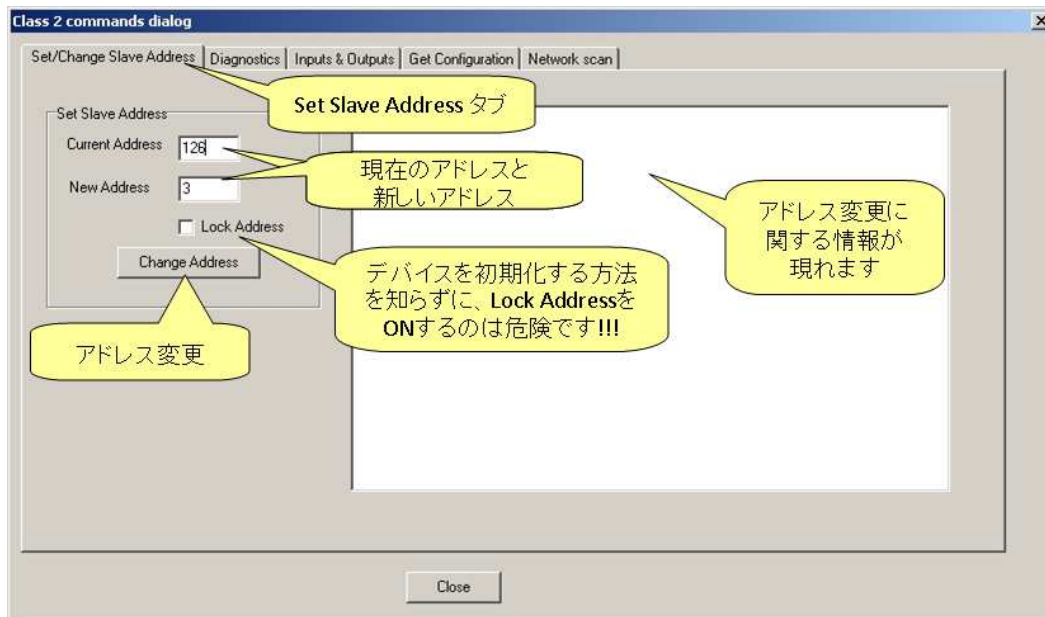 Class 2 commands dialog
Set/Change Slave Address
Diagnostics
Inputs & Outputs
Get Configuration
Network scan
Set Slave Address タブ
Set Slave Address
Current Address
126
現在のアドレスと
新しいアドレス
New Address
3
Lock Address
Change Address
アドレス変更に
関する情報が
現れます
デバイスを初期化する方法
を知らずに、Lock Addressを
ONするのは危険です!!!
アドレス変更
Close